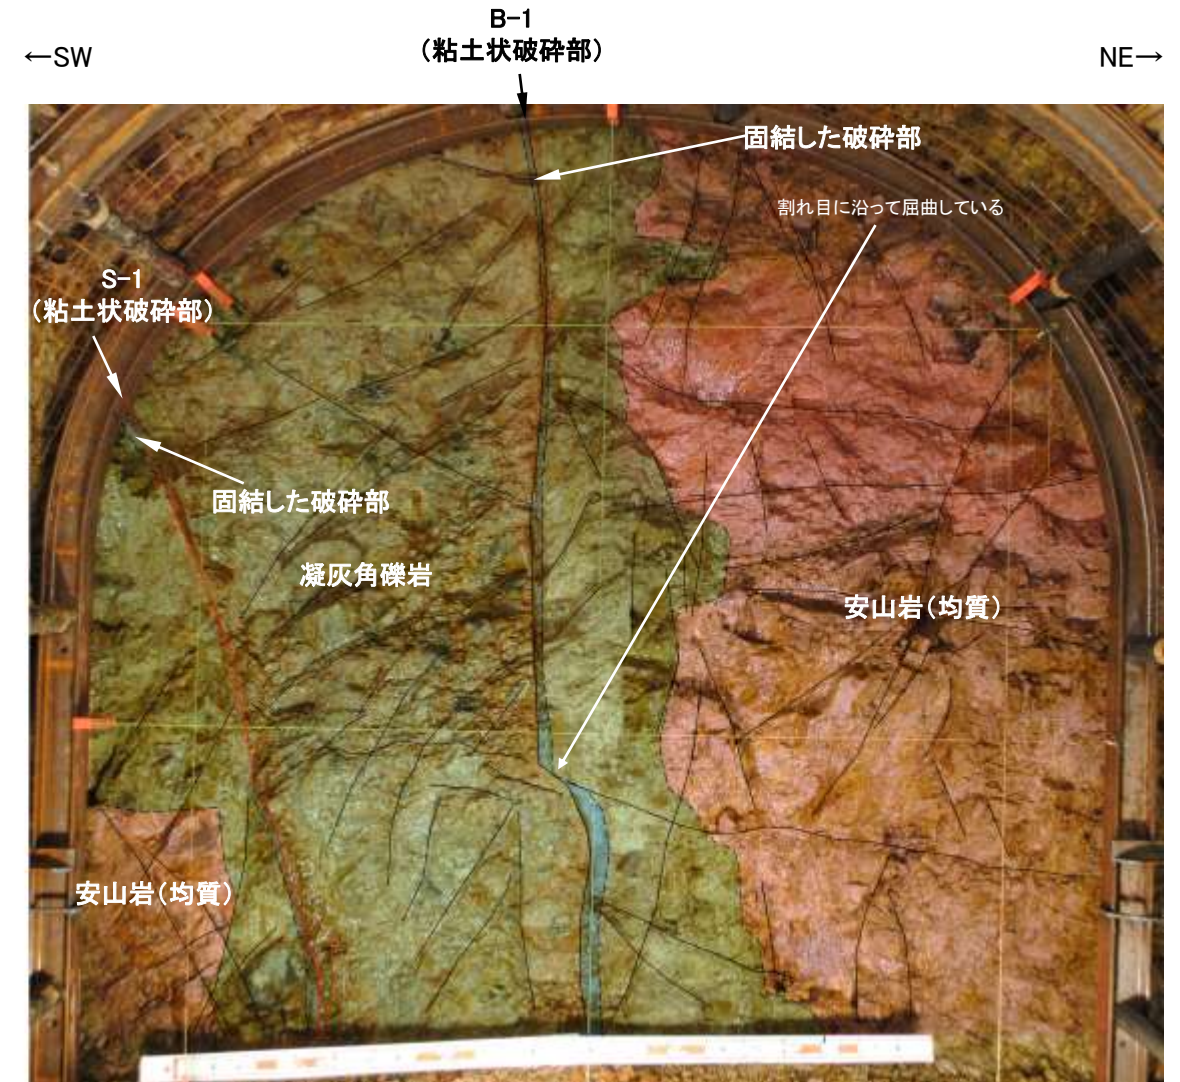 B-1
(粘土状破砕部)
←SW
NE→
固結した破砕部
割れ目に沿って屈曲している
S-1
(粘土状破砕部)
固結した破砕部
凝灰角礫岩
安山岩(均質)
安山岩(均質)